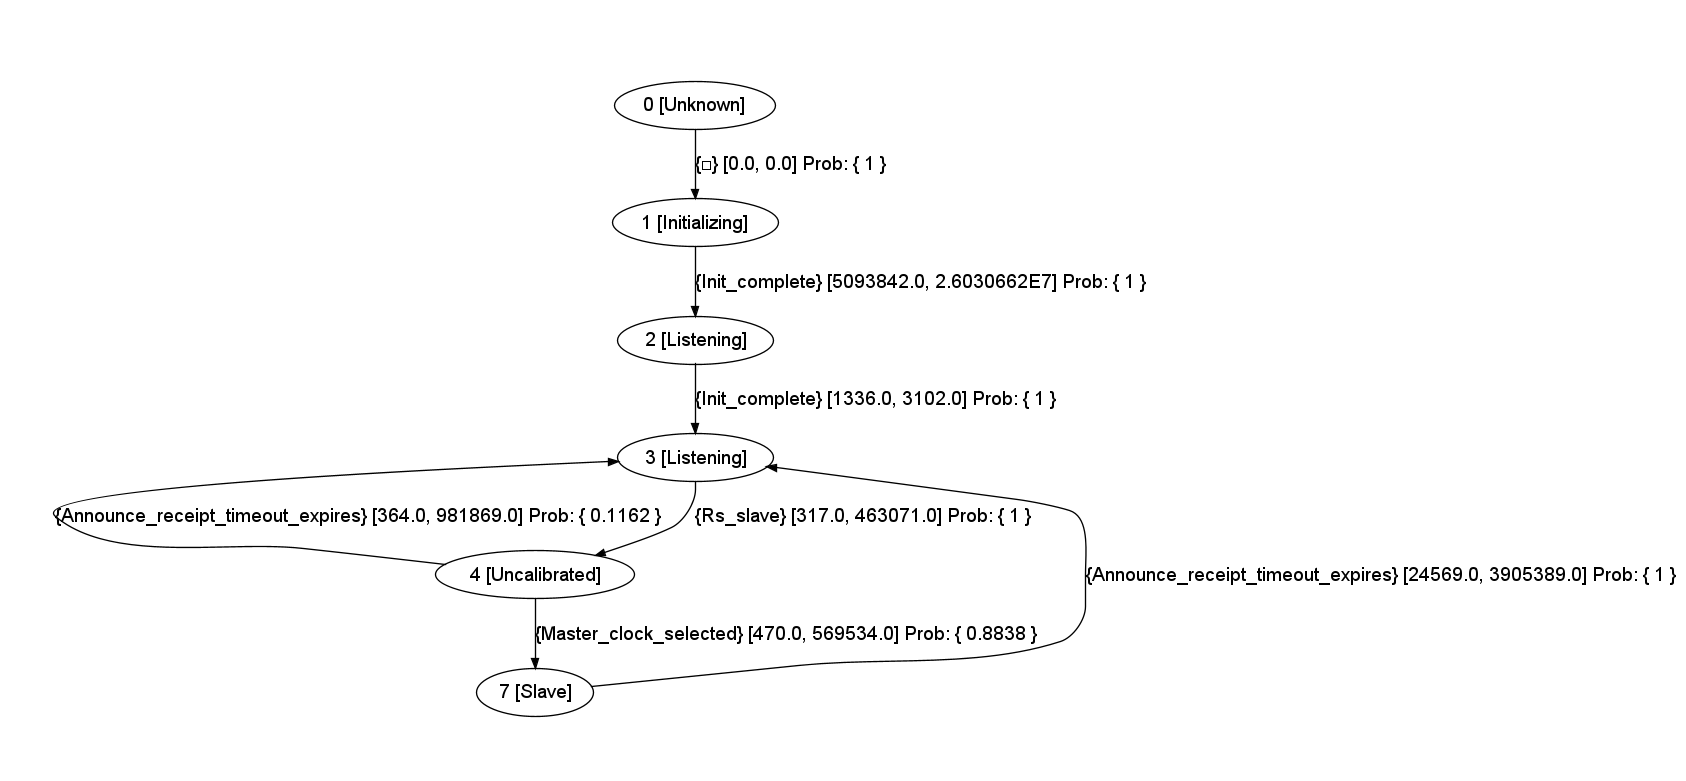 0 [Unknown]
{□} [0.0, 0.0] Prob: { 1 }
1 [Initializing]
{Init_complete} [5093842.0, 2.6030662E7] Prob: { 1 }
2 [Listening]
{Init_complete} [1336.0, 3102.0] Prob: { 1 }
3 [Listening]
{Announce_receipt_timeout_expires} [364.0, 981869.0] Prob: { 0.1162 }
{Rs_slave} [317.0, 463071.0] Prob: { 1 }
4 [Uncalibrated]
{Announce_receipt_timeout_expires} [24569.0, 3905389.0] Prob: { 1 }
{Master_clock_selected} [470.0, 569534.0] Prob: { 0.8838 }
7 [Slave]